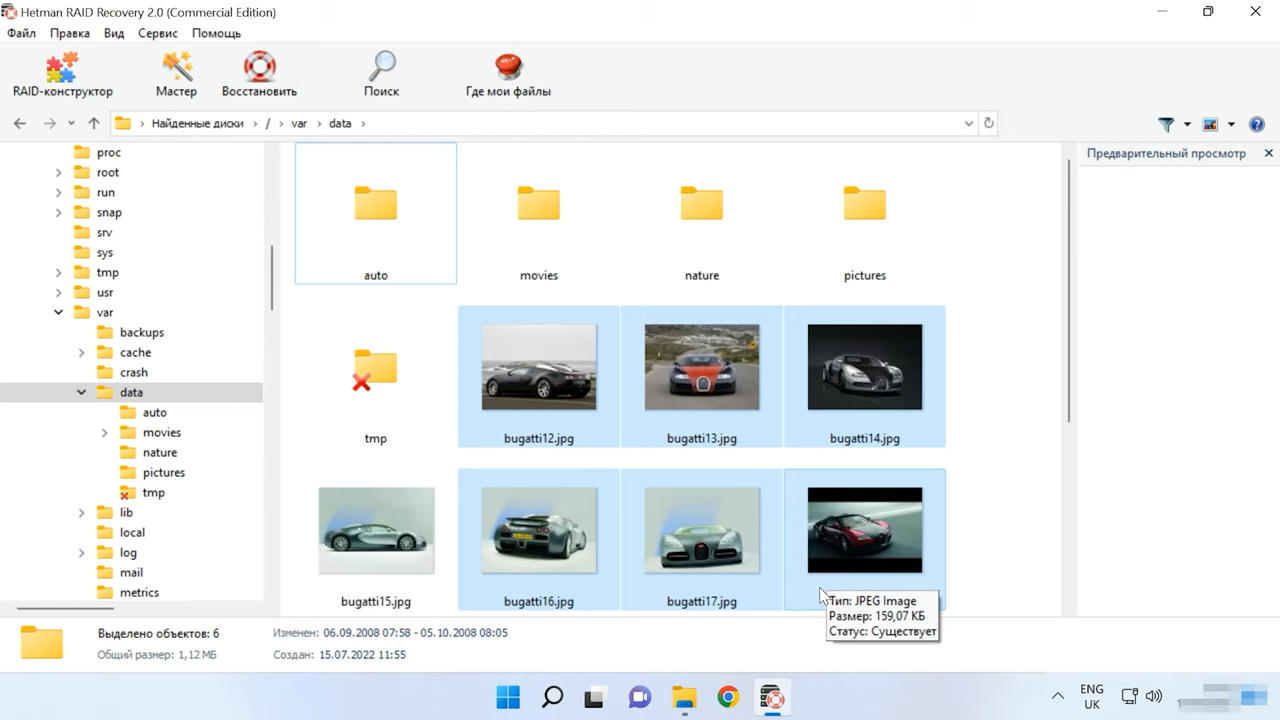 Hetman RAID Recovery 2.0 (Commercial Edition)
Файл Правка Вид Сервис Помощь
RAID-конструктор Мастер Восстановить Поиск Где мои файлы
Найденные диски / var data
Предварительный просмотр
proc
root
run
snap
srv
sys
tmp
usr
var
backups
cache
crash
data
auto
movies
nature
pictures
tmp
lib
local
log
mail
metrics
auto movies nature pictures
tmp bugatti12.jpg bugatti13.jpg bugatti14.jpg
bugatti15.jpg bugatti16.jpg bugatti17.jpg
Тип: JPEG Image
Размер: 159,07 КБ
Статус: Существует
Выделено объектов: 6 Изменен: 06.09.2008 07:58 - 05.10.2008 08:05
Общий размер: 1,12 МБ Создан: 15.07.2022 11:55
ENG
UK